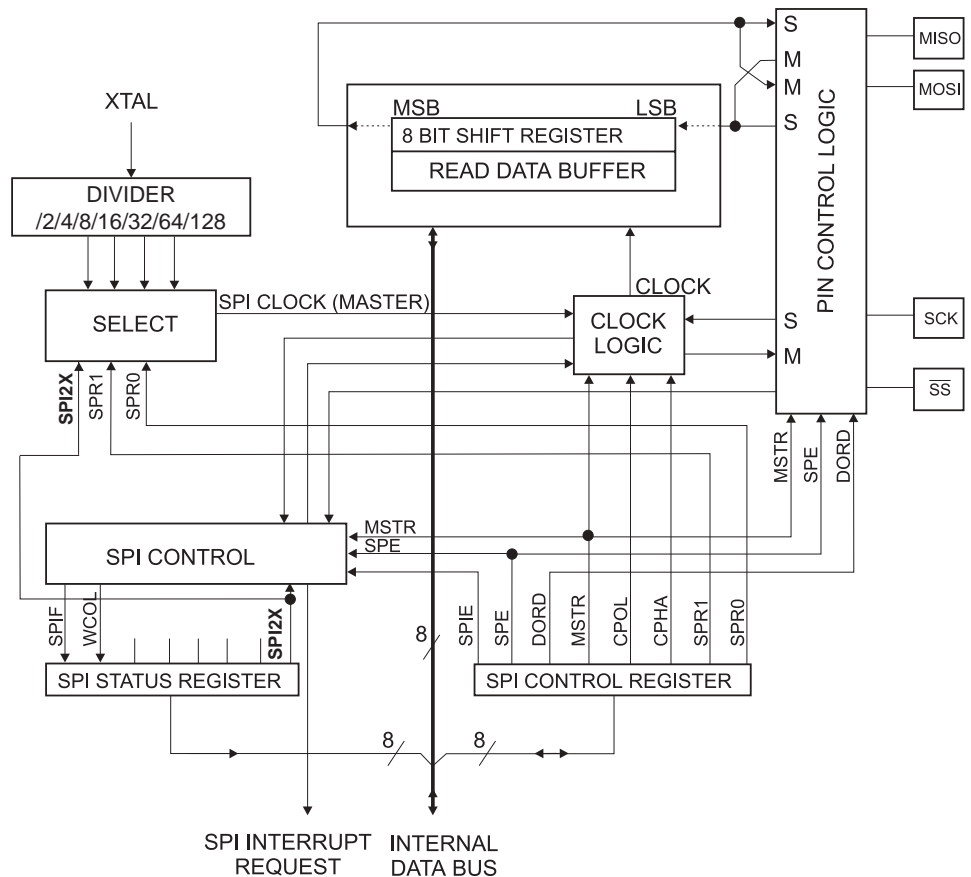 S
MISO
M
M
MOSI
XTAL
MSB
LSB
S
8 BIT SHIFT REGISTER
READ DATA BUFFER
PIN CONTROL LOGIC
DIVIDER
/2/4/8/16/32/64/128
SPI CLOCK (MASTER)
CLOCK
SELECT
CLOCK
LOGIC
S
SCK
M
SPI2X
SPR1
SPR0
SS
MSTR
SPE
DORD
MSTR
SPE
SPI CONTROL
SPIF
WCOL
SPI2X
8
SPIE
SPE
DORD
MSTR
CPOL
CPHA
SPR1
SPR0
SPI STATUS REGISTER
SPI CONTROL REGISTER
8
8
SPI INTERRUPT
REQUEST
INTERNAL
DATA BUS